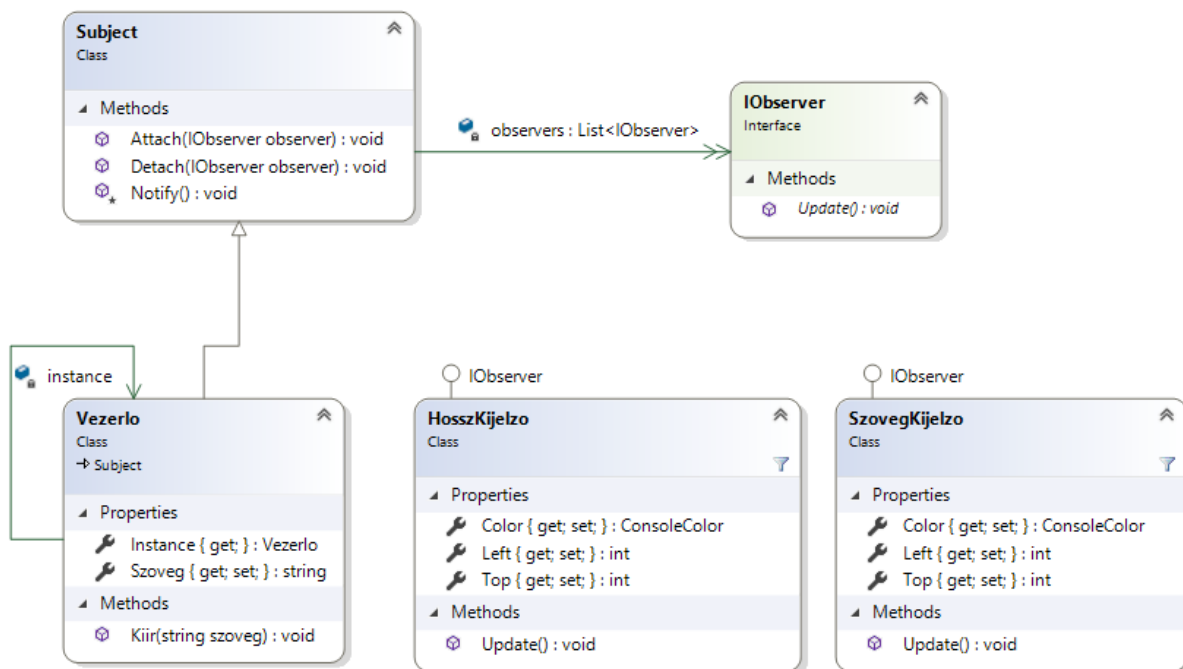 Subject
Class
Methods
Attach(IObserver observer) : void
Detach(IObserver observer) : void
Notify() : void
observers : List<IObserver>
IObserver
Interface
Methods
Update() : void
instance
Vezerlo
Class
Subject
Properties
Instance { get; } : Vezerlo
Szoveg { get; set; } : string
Methods
Kiir(string szoveg) : void
IObserver
HosszKijelzo
Class
Properties
Color { get; set; } : ConsoleColor
Left { get; set; } : int
Top { get; set; } : int
Methods
Update() : void
IObserver
SzovegKijelzo
Class
Properties
Color { get; set; } : ConsoleColor
Left { get; set; } : int
Top { get; set; } : int
Methods
Update() : void